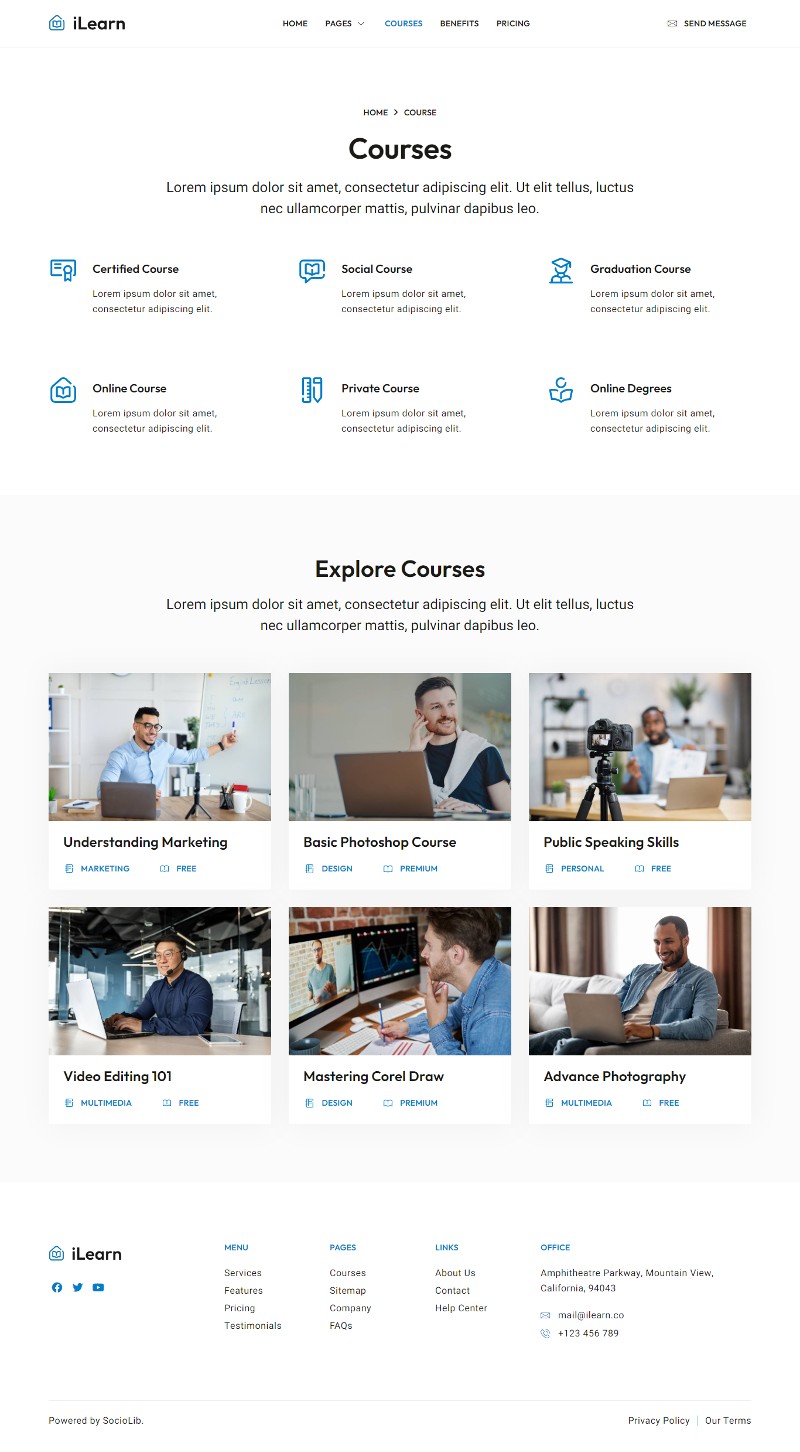 iLearn
HOME PAGES COURSES BENEFITS PRICING
SEND MESSAGE
HOME > COURSE
Courses
Lorem ipsum dolor sit amet, consectetur adipiscing elit. Ut elit tellus, luctus
nec ullamcorper mattis, pulvinar dapibus leo.
Certified Course
Lorem ipsum dolor sit amet,
consectetur adipiscing elit.
Social Course
Lorem ipsum dolor sit amet,
consectetur adipiscing elit.
Graduation Course
Lorem ipsum dolor sit amet,
consectetur adipiscing elit.
Online Course
Lorem ipsum dolor sit amet,
consectetur adipiscing elit.
Private Course
Lorem ipsum dolor sit amet,
consectetur adipiscing elit.
Online Degrees
Lorem ipsum dolor sit amet,
consectetur adipiscing elit.
Explore Courses
Lorem ipsum dolor sit amet, consectetur adipiscing elit. Ut elit tellus, luctus
nec ullamcorper mattis, pulvinar dapibus leo.
Understanding Marketing
MARKETING FREE
Basic Photoshop Course
DESIGN PREMIUM
Public Speaking Skills
PERSONAL FREE
Video Editing 101
MULTIMEDIA FREE
Mastering Corel Draw
DESIGN PREMIUM
Advance Photography
MULTIMEDIA FREE
iLearn
MENU
Services
Features
Pricing
Testimonials
PAGES
Courses
Sitemap
Company
FAQs
LINKS
About Us
Contact
Help Center
OFFICE
Amphitheatre Parkway, Mountain View,
California, 94043
mail@ilearn.co
+123 456 789
Powered by SocioLib.
Privacy Policy | Our Terms